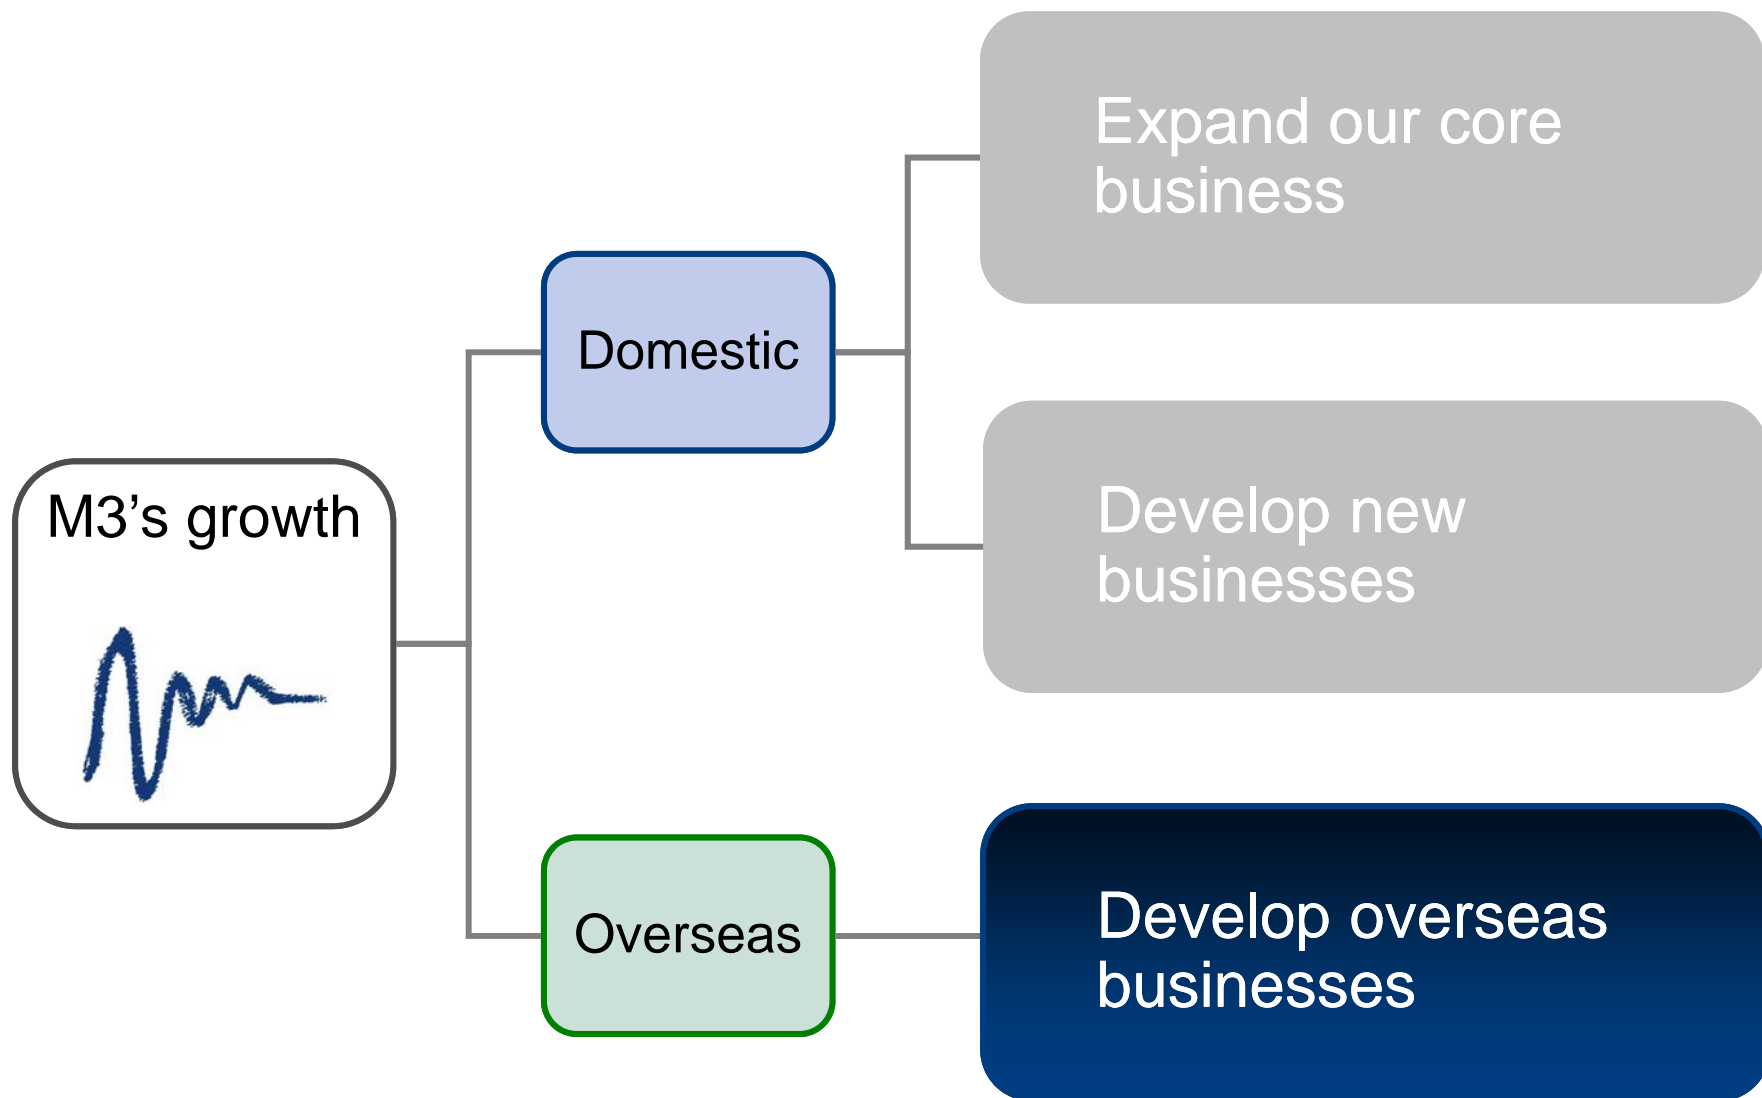 M3’s growth
Domestic
Expand our core
business
Develop new
businesses
Overseas
Develop overseas
businesses